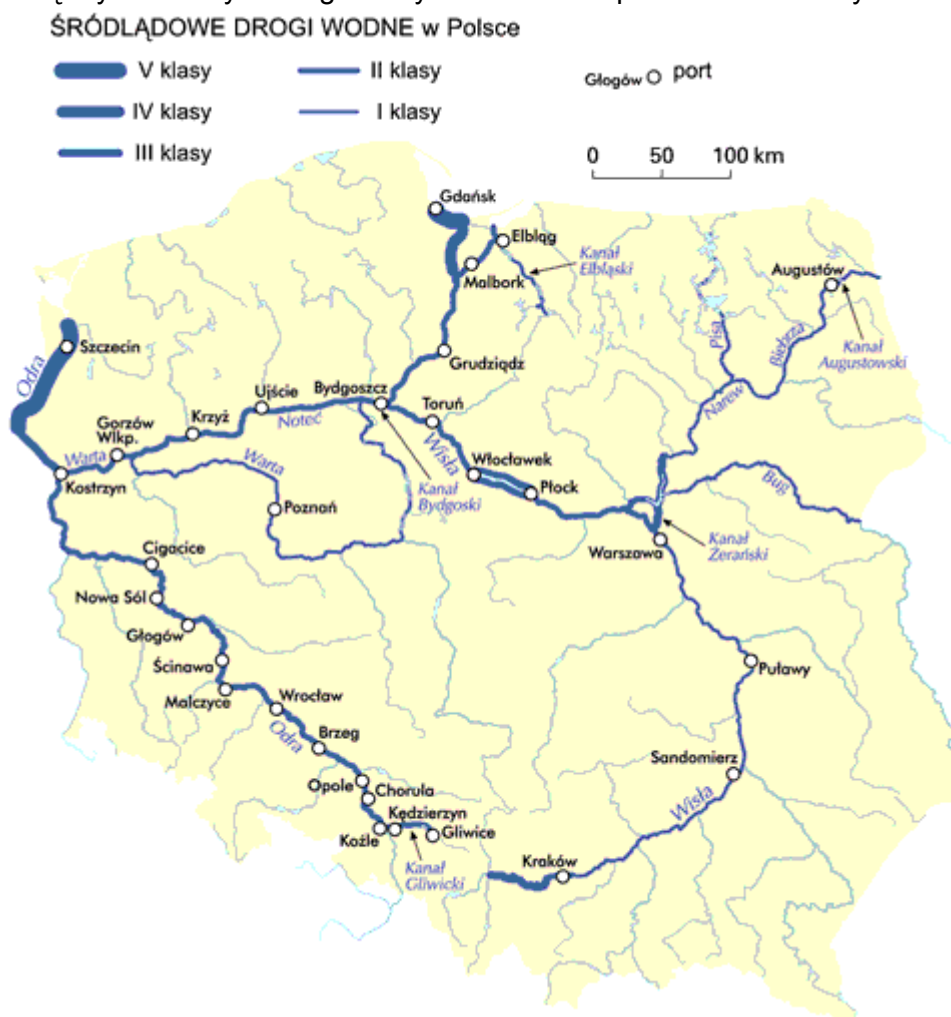 ŚRÓDLĄDOWE DROGI WODNE w Polsce
V klasy
II klasy
Głogów
port
IV klasy
I klasy
III klasy
0 50 100 km
Gdańsk
Elbląg
Kanał
Elbląski
Malbork
Augustów
Szczecin
Odra
Pisa
Biebrza
Kanał
Augustowski
Grudziądz
Ujście
Bydgoszcz
Narew
Krzyż
Noteć
Toruń
Gorzów
Wlkp.
Wisła
Warta
Warta
Włocławek
Kostrzyn
Kanał
Bydgoski
Płock
Bug
Poznań
Kanał
Żerański
Warszawa
Cigacice
Nowa Sól
Głogów
Ścinawa
Puławy
Malczyce
Wrocław
Odra
Brzeg
Sandomierz
Opole
Chorula
Wisła
Kędzierzyn
Koźle
Gliwice
Kanał
Gliwicki
Kraków